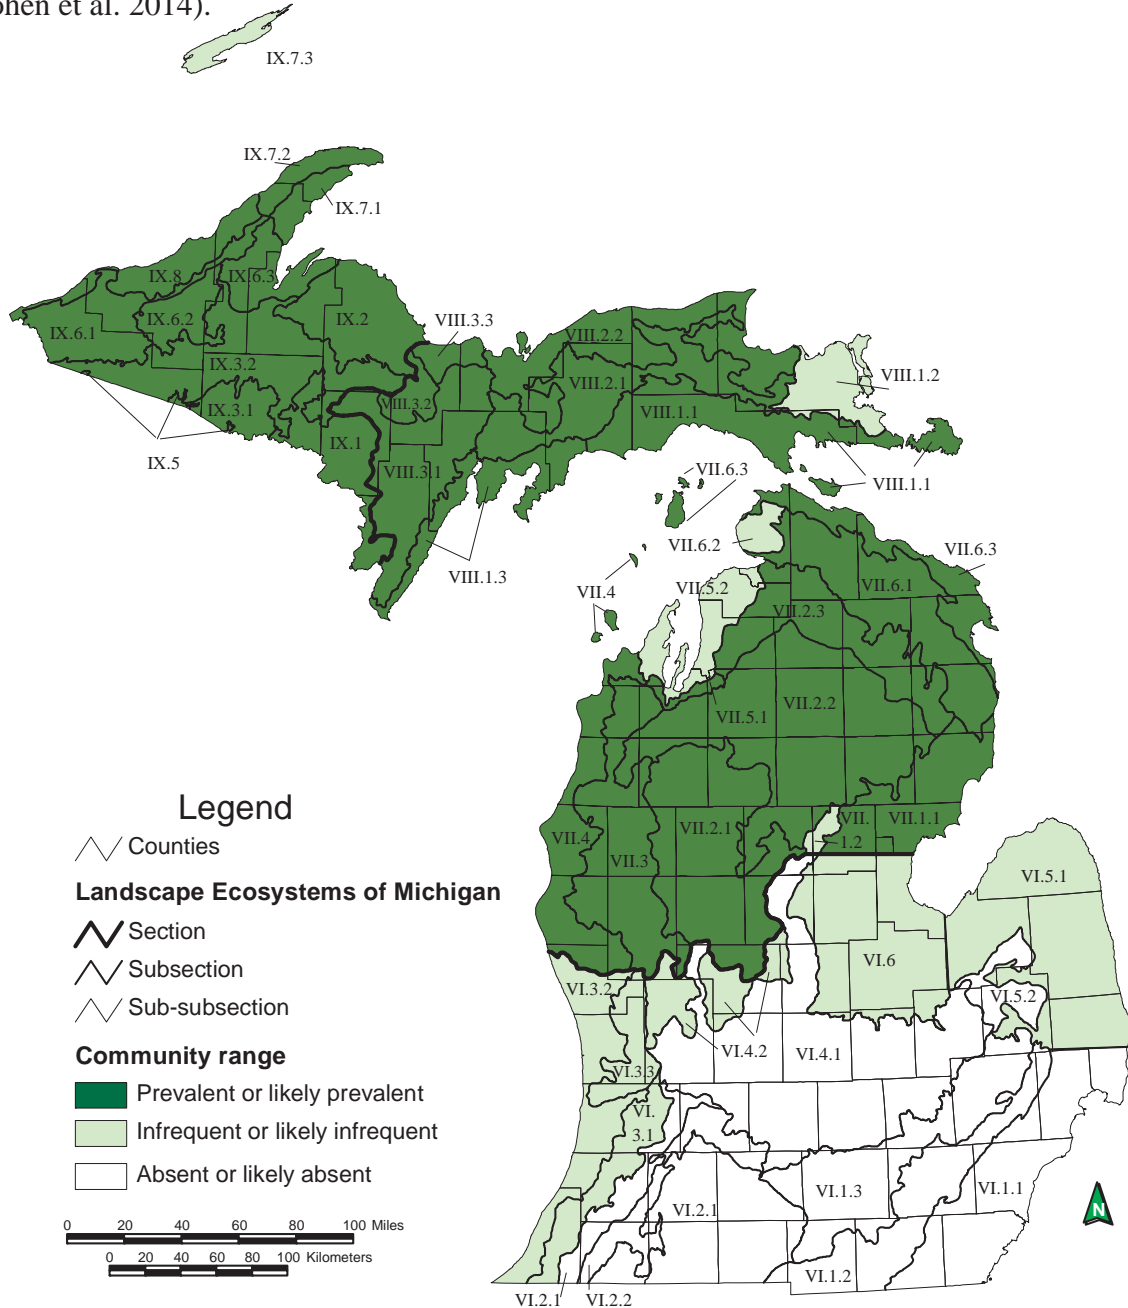 ohen et al. 2014).
IX.7.3
IX.7.2
IX.7.1
IX.8
IX.6.3
IX.6.1
IX.6.2
IX.2
VIII.3.3
VIII.2.2
IX.3.2
VIII.2.1
VIII.1.2
IX.3.1
VIII.3.2
VIII.1.1
IX.1
IX.5
VIII.3.1
VII.6.3
VIII.1.1
VII.6.2
VII.6.3
VIII.1.3
VII.4
VII.5.2
VII.6.1
VII.2.3
VII.5.1
VII.2.2
Legend
Counties
Landscape Ecosystems of Michigan
Section
Subsection
Sub-subsection
Community range
Prevalent or likely prevalent
Infrequent or likely infrequent
Absent or likely absent
VII.4
VII.3
VII.2.1
VII.
1.2
VII.1.1
VI.5.1
VI.6
VI.3.2
VI.5.2
VI.4.2
VI.4.1
VI.3.3
VI.
3.1
VI.2.1
VI.1.3
VI.1.1
VI.1.2
VI.2.1
VI.2.2
0 20 40 60 80 100 Miles
0 20 40 60 80 100 Kilometers
N